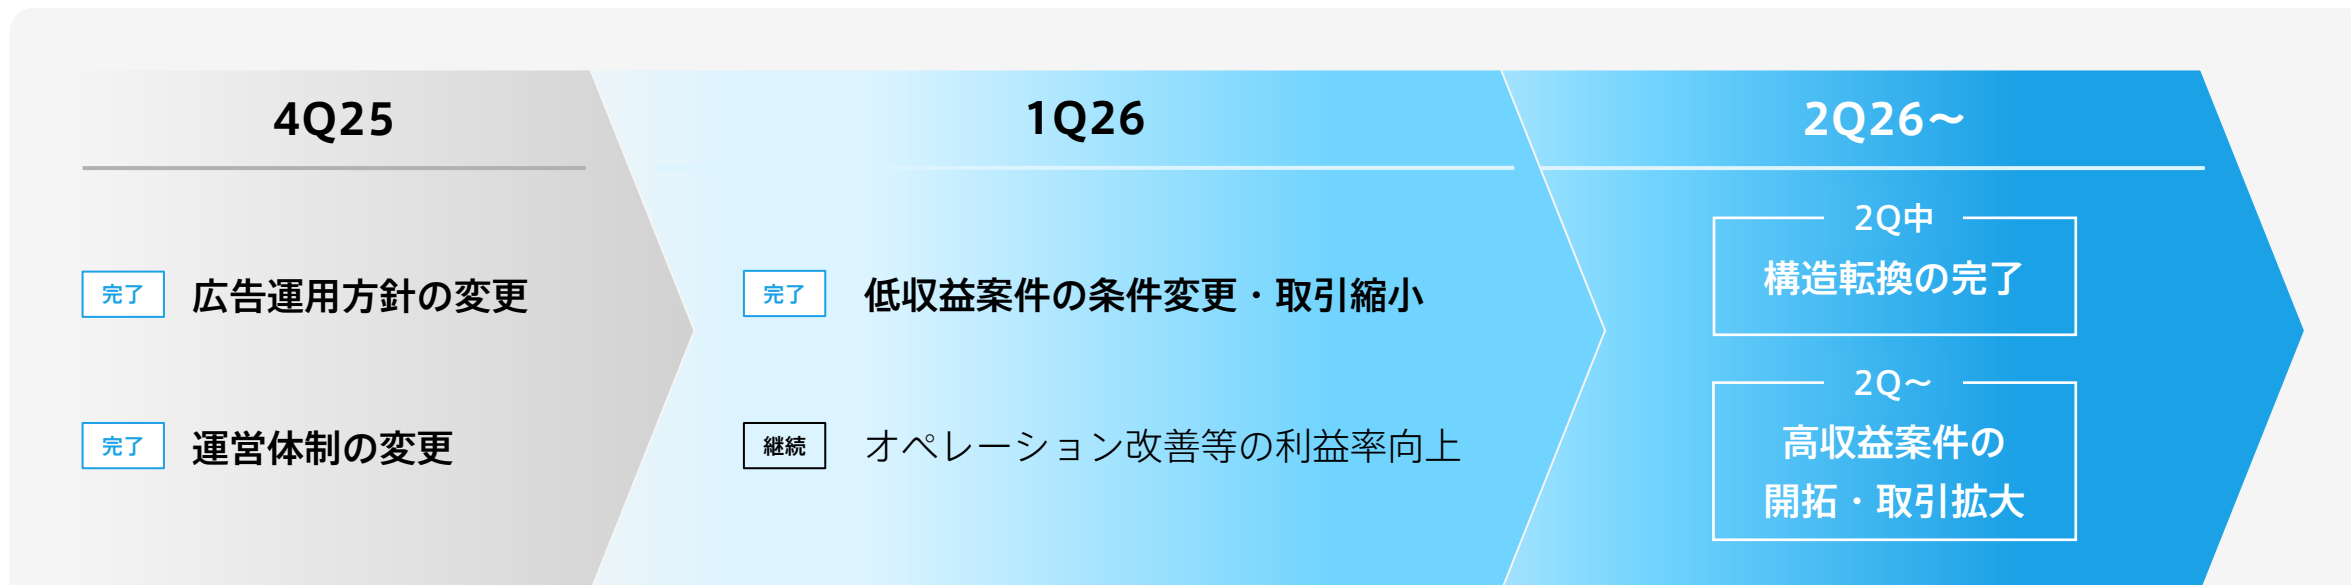 4Q25
完了 広告運用方針の変更
完了 運営体制の変更
1Q26
完了 低収益案件の条件変更・取引縮小
継続 オペレーション改善等の利益率向上
2Q26～
2Q中
構造転換の完了
2Q～
高収益案件の
開拓・取引拡大